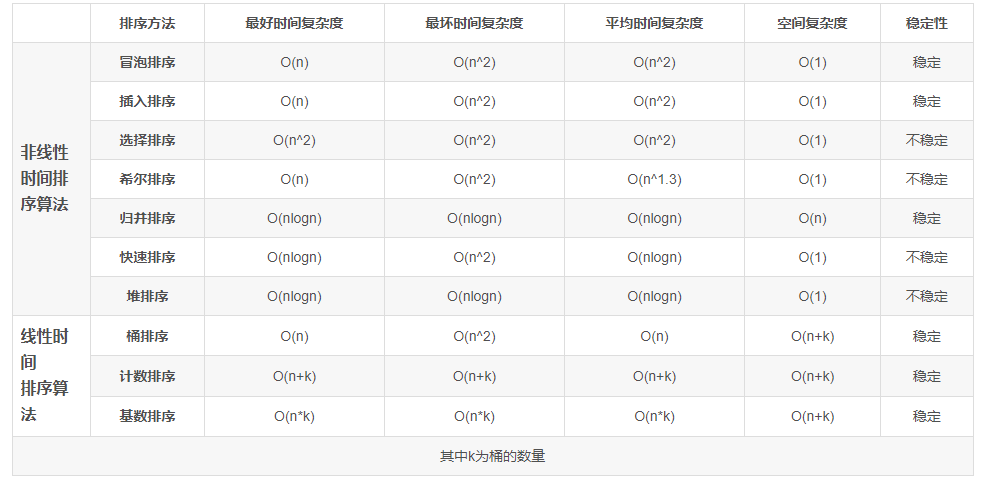 排序方法 最好时间复杂度 最坏时间复杂度 平均时间复杂度 空间复杂度 稳定性
非线性
时间排
序算法
冒泡排序 O(n) O(n^2) O(n^2) O(1) 稳定
插入排序 O(n) O(n^2) O(n^2) O(1) 稳定
选择排序 O(n^2) O(n^2) O(n^2) O(1) 不稳定
希尔排序 O(n) O(n^2) O(n^1.3) O(1) 不稳定
归并排序 O(nlogn) O(nlogn) O(nlogn) O(n) 稳定
快速排序 O(nlogn) O(n^2) O(nlogn) O(1) 不稳定
堆排序 O(nlogn) O(nlogn) O(nlogn) O(1) 不稳定
线性时
间
排序算
法
桶排序 O(n) O(n^2) O(n) O(n+k) 稳定
计数排序 O(n+k) O(n+k) O(n+k) O(n+k) 稳定
基数排序 O(n*k) O(n*k) O(n*k) O(n+k) 稳定
其中k为桶的数量